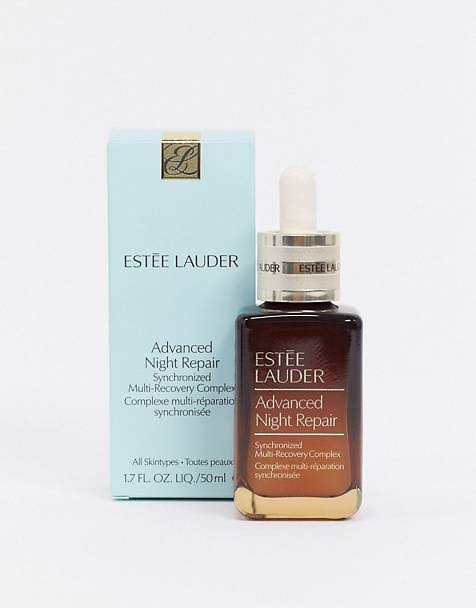 ESTĒE LAUDER
Advanced
Night Repair
Synchronized
Multi-Recovery Complex
Complexe multi-réparation
synchronisée
All Skintypes • Toutes peaux
1.7 FL. OZ. LIQ./50 ml
LAUDER ESTĒE LAUDER
ESTĒE
LAUDER
Advanced
Night Repair
Synchronized
Multi-Recovery Complex
Complexe multi-réparation
synchronisée